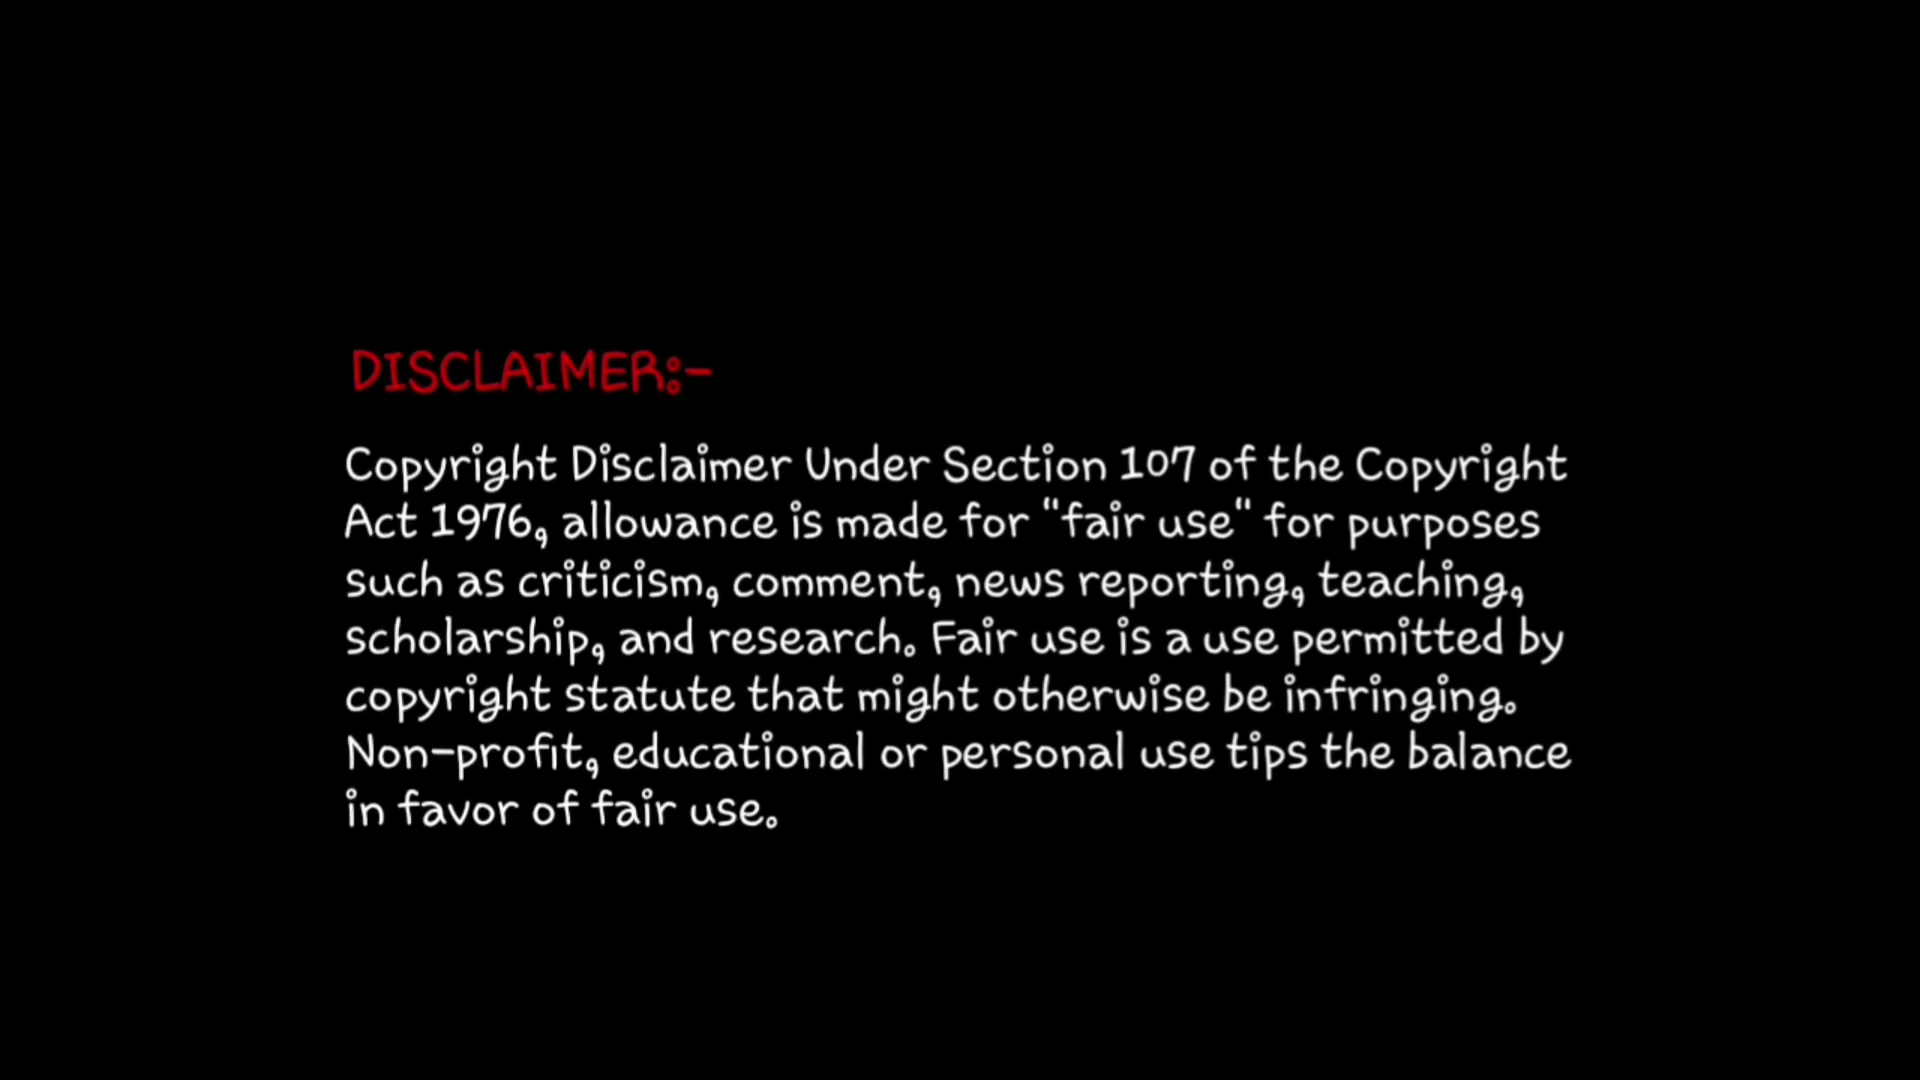 DISCLAIMER:-
Copyright Disclaimer Under Section 107 of the Copyright
Act 1976, allowance is made for "fair use" for purposes
such as criticism, comment, news reporting, teaching,
scholarship, and research. Fair use is a use permitted by
copyright statute that might otherwise be infringing.
Non-profit, educational or personal use tips the balance
in favor of fair use.